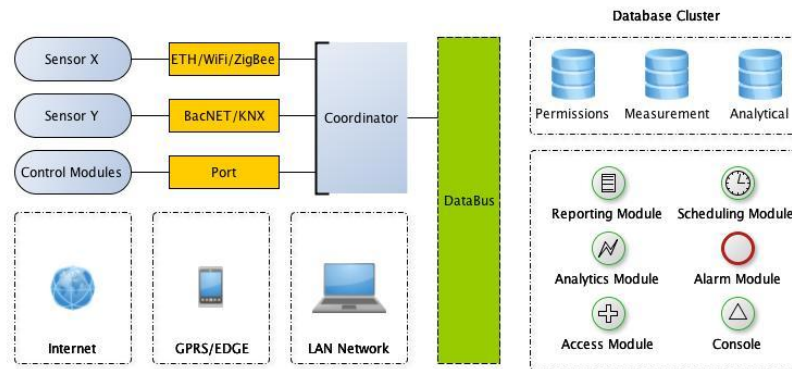 Database Cluster
Sensor X
ETH/WiFi/ZigBee
Sensor Y
BacNET/KNX
Coordinator
Control Modules
Port
DataBus
Permissions
Measurement
Analytical
Reporting Module
Scheduling Module
Analytics Module
Alarm Module
Access Module
Console
Internet
GPRS/EDGE
LAN Network